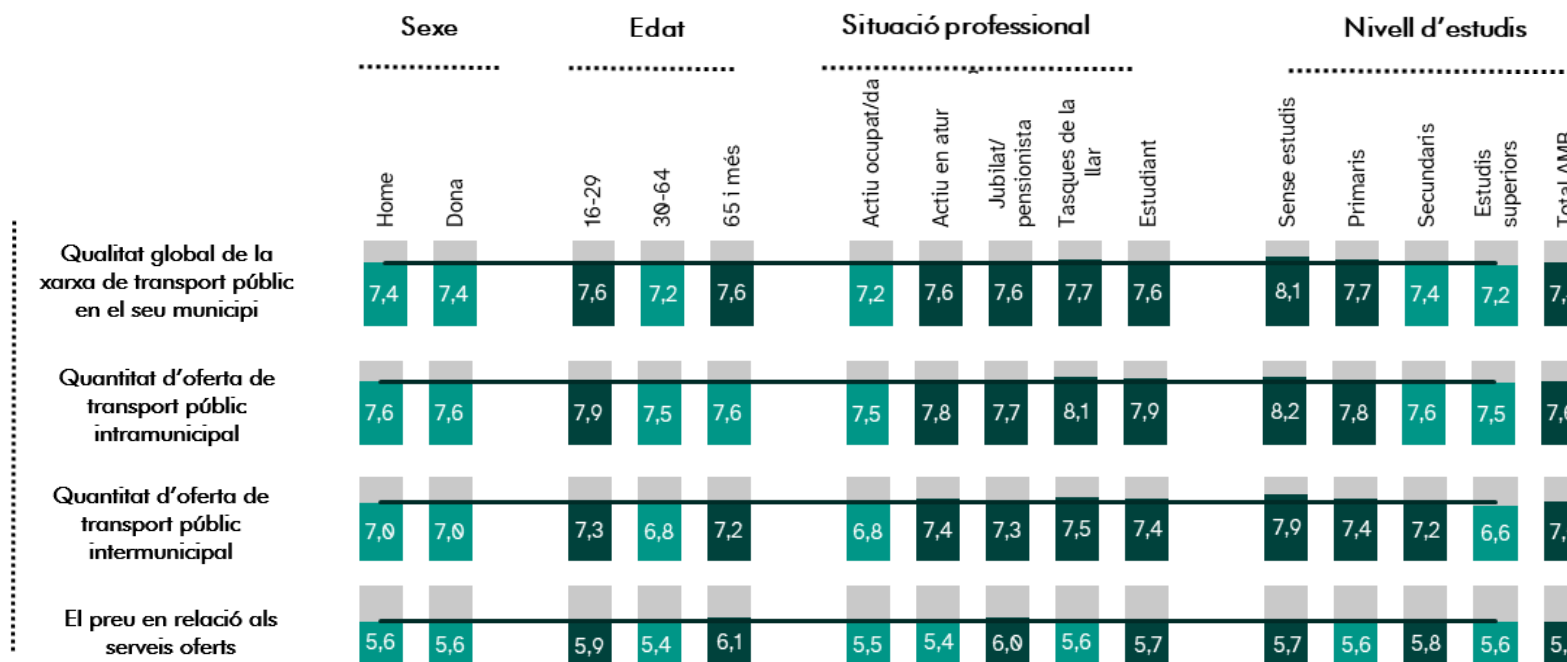 Sexe Edat Situació professional Nivell d'estudis
Home
Dona
16-29
30-64
65 i més
Actiu ocupat/da
Actiu en atur
Jubilat/
pensionista
Tasques de la
llar
Estudiant
Sense estudis
Primaris
Secundaris
Estudis
superiors
Total AMB
Qualitat global de la
xarxa de transport públic
en el seu municipi
7,4 7,4 7,6 7,2 7,6 7,2 7,6 7,6 7,7 7,6 8,1 7,7 7,4 7,2
Quantitat d'oferta de
transport públic
intramunicipal
7,6 7,6 7,9 7,5 7,6 7,5 7,8 7,7 8,1 7,9 8,2 7,8 7,6 7,5
Quantitat d'oferta de
transport públic
intermunicipal
7,0 7,0 7,3 6,8 7,2 6,8 7,4 7,3 7,5 7,4 7,9 7,4 7,2 6,6
El preu en relació als
serveis oferts
5,6 5,6 5,9 5,4 6,1 5,5 5,4 6,0 5,6 5,7 5,7 5,6 5,8 5,6